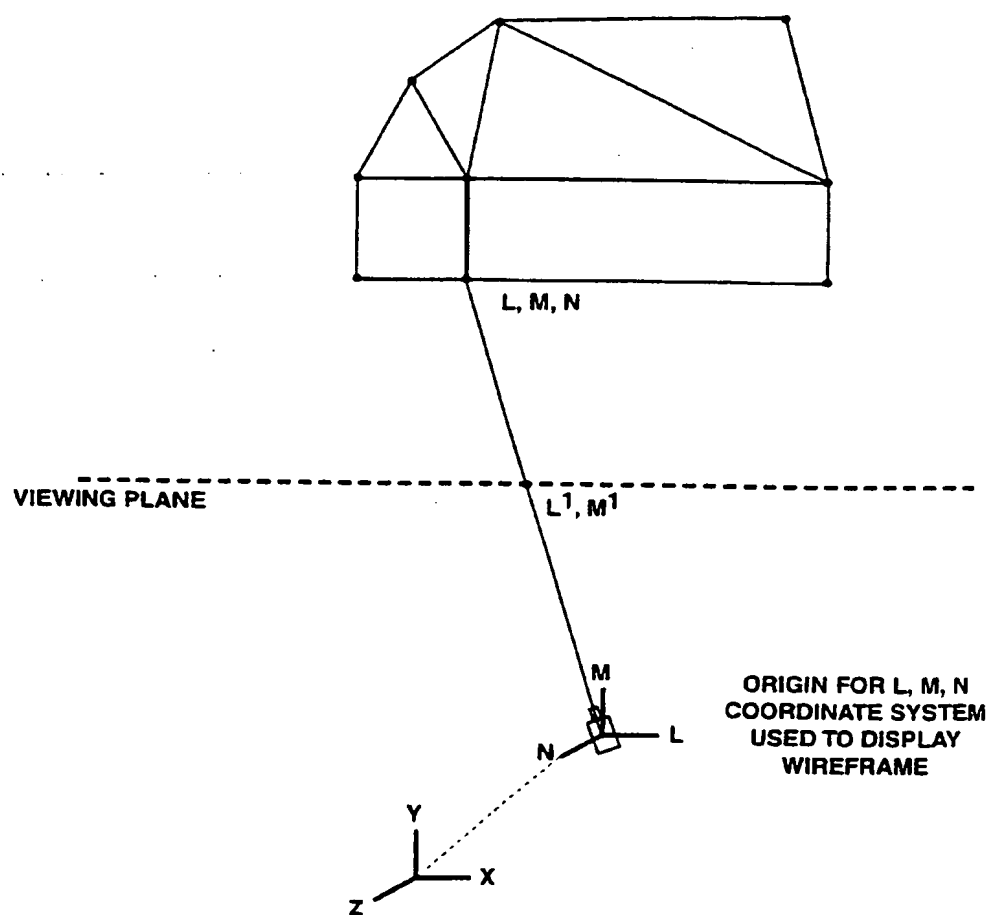 L, M, N
VIEWING PLANE
L¹, M¹
M
L
N
ORIGIN FOR L, M, N
COORDINATE SYSTEM
USED TO DISPLAY
WIREFRAME
Y
X
Z